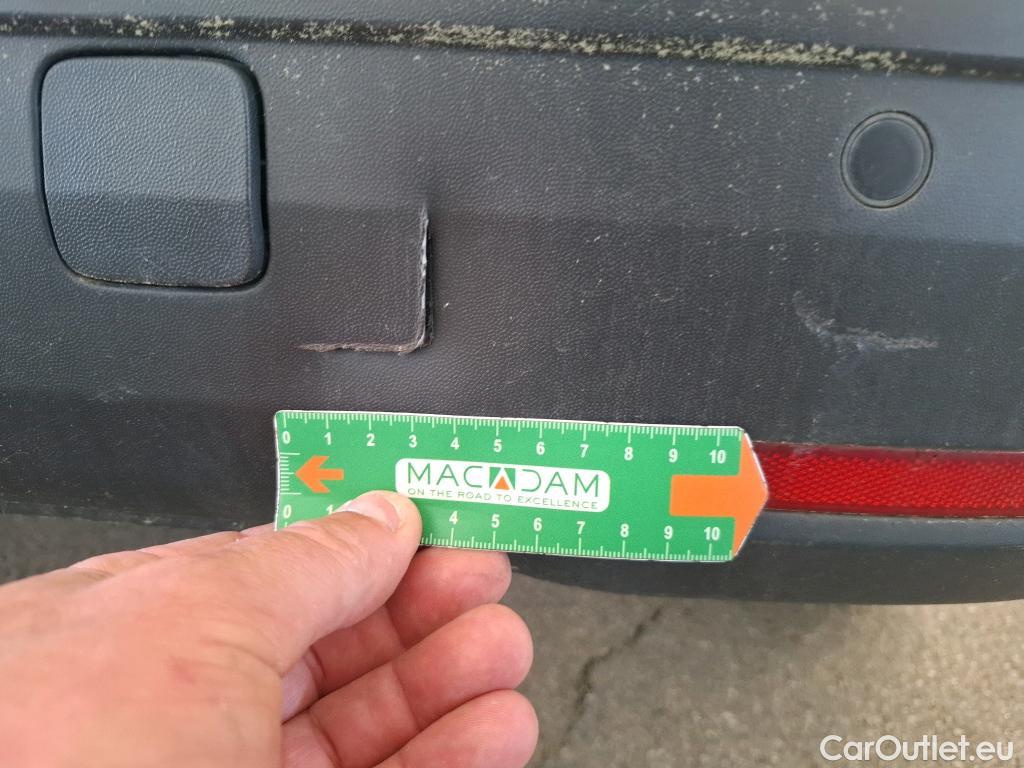 0 1 2 3 4 5 6 7 8 9 10
MACADAM
ON THE ROAD TO EXCELLENCE
0 1 4 5 6 7 8 9 10
CarOutlet.eu